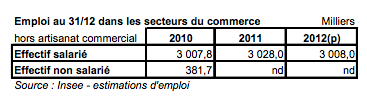 Emploi au 31/12 dans les secteurs du commerce Milliers
hors artisanat commercial 2010 2011 2012(p)
Effectif salarié 3 007,8 3 028,0 3 008,0
Effectif non salarié 381,7 nd nd
Source : Insee - estimations d'emploi